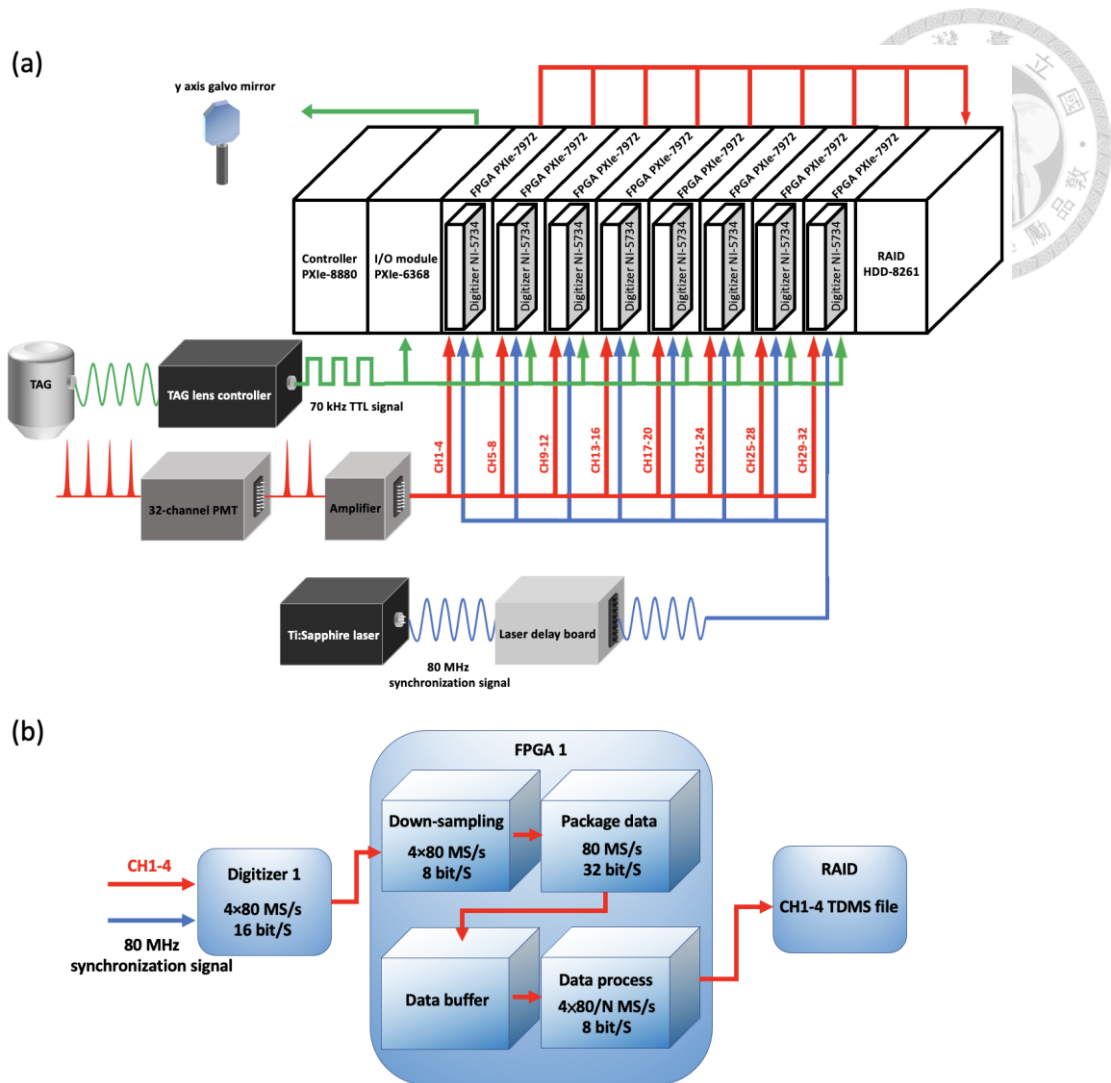 (a)
y axis galvo mirror
FPGA PXIe-7972
FPGA PXIe-7972
FPGA PXIe-7972
FPGA PXIe-7972
FPGA PXIe-7972
FPGA PXIe-7972
FPGA PXIe-7972
FPGA PXIe-7972
Controller
PXIe-8880
I/O module
PXIe-6368
Digitizer NI-5734
Digitizer NI-5734
Digitizer NI-5734
Digitizer NI-5734
Digitizer NI-5734
Digitizer NI-5734
Digitizer NI-5734
Digitizer NI-5734
RAID
HDD-8261
TAG
TAG lens controller
70 kHz TTL signal
CH1-4
CH5-8
CH9-12
CH13-16
CH17-20
CH21-24
CH25-28
CH29-32
32-channel PMT
Amplifier
Ti:Sapphire laser
Laser delay board
80 MHz
synchronization signal
(b)
FPGA 1
Down-sampling
4×80 MS/s
8 bit/S
Package data
80 MS/s
32 bit/S
CH1-4
Digitizer 1
4×80 MS/s
16 bit/S
80 MHz
synchronization signal
RAID
CH1-4 TDMS file
Data buffer
Data process
4×80/N MS/s
8 bit/S